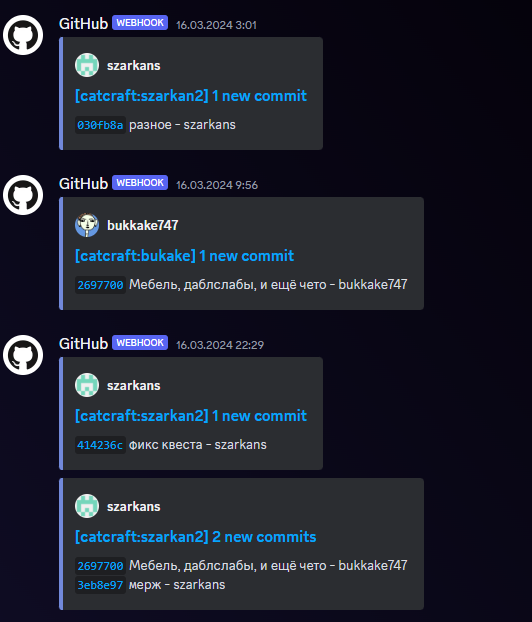 GitHub WEBHOOK 16.03.2024 3:01
szarkans
[catcraft:szarkan2] 1 new commit
030fb8a разное - szarkans
GitHub WEBHOOK 16.03.2024 9:56
bukkake747
[catcraft:bukake] 1 new commit
2697700 Мебель, даблслабы, и ещё чето - bukkake747
GitHub WEBHOOK 16.03.2024 22:29
szarkans
[catcraft:szarkan2] 1 new commit
414236c фикс квеста - szarkans
szarkans
[catcraft:szarkan2] 2 new commits
2697700 Мебель, даблслабы, и ещё чето - bukkake747
3eb8e97 мерж - szarkans